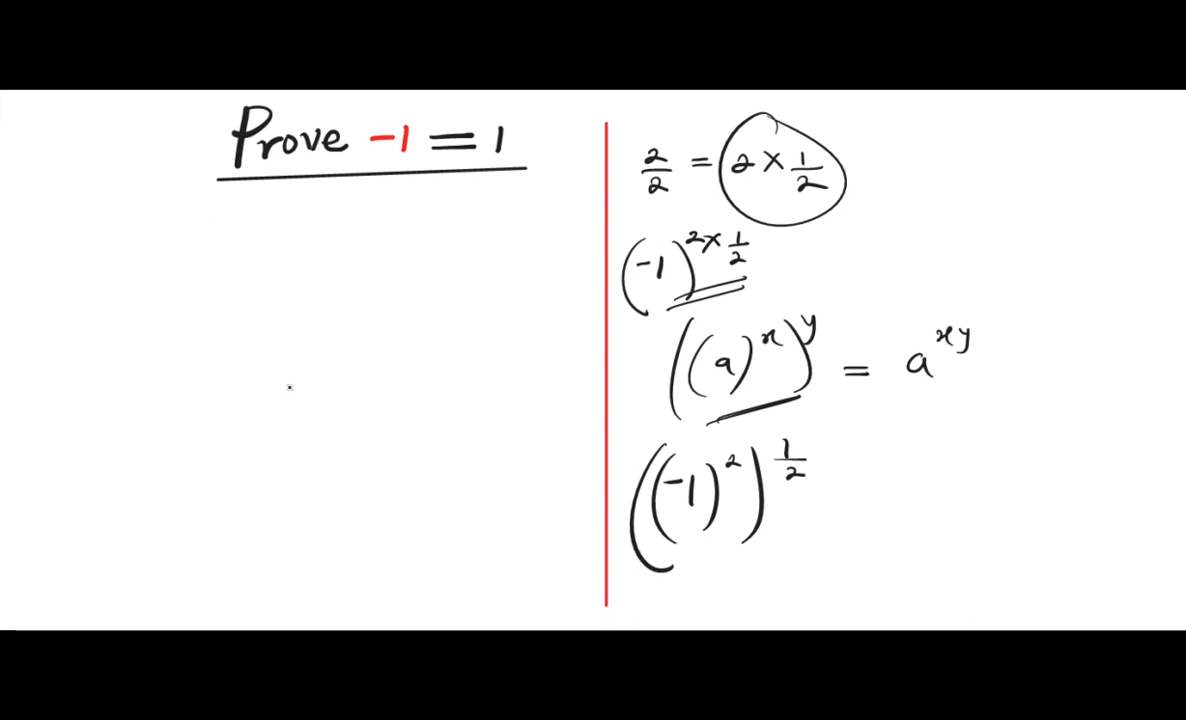 Prove -1 = 1
2/2 = 2 × 1/2
(-1)^2×1/2
((a)^x)^y = a^xy
((-1)^2)^1/2